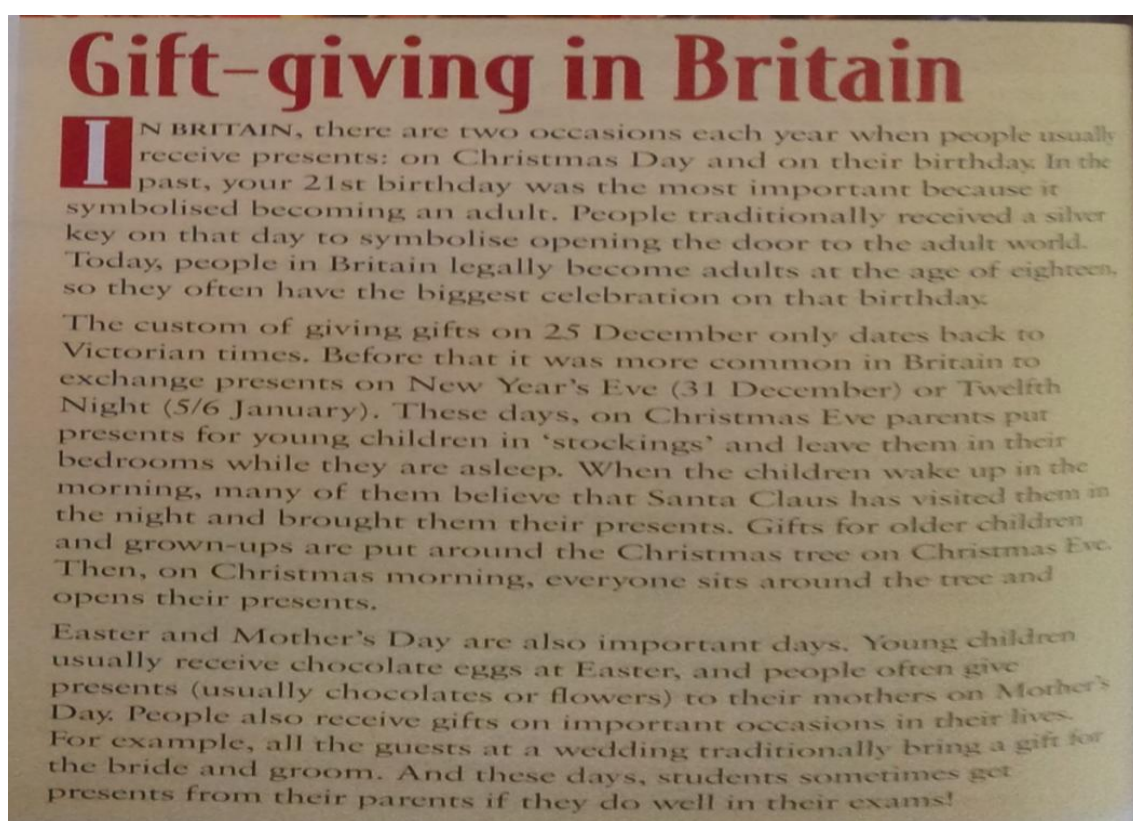 Gift-giving in Britain
IN BRITAIN, there are two occasions each year when people usually
receive presents: on Christmas Day and on their birthday. In the
past, your 21st birthday was the most important because it
symbolised becoming an adult. People traditionally received a silver
key on that day to symbolise opening the door to the adult world.
Today, people in Britain legally become adults at the age of eighteen,
so they often have the biggest celebration on that birthday.
The custom of giving gifts on 25 December only dates back to
Victorian times. Before that it was more common in Britain to
exchange presents on New Year's Eve (31 December) or Twelfth
Night (5/6 January). These days, on Christmas Eve parents put
presents for young children in 'stockings' and leave them in their
bedrooms while they are asleep. When the children wake up in the
morning, many of them believe that Santa Claus has visited them in
the night and brought them their presents. Gifts for older children
and grown-ups are put around the Christmas tree on Christmas Eve.
Then, on Christmas morning, everyone sits around the tree and
opens their presents.
Easter and Mother's Day are also important days. Young children
usually receive chocolate eggs at Easter, and people often give
presents (usually chocolates or flowers) to their mothers on Mother's
Day. People also receive gifts on important occasions in their lives.
For example, all the guests at a wedding traditionally bring a gift for
the bride and groom. And these days, students sometimes get
presents from their parents if they do well in their exams!